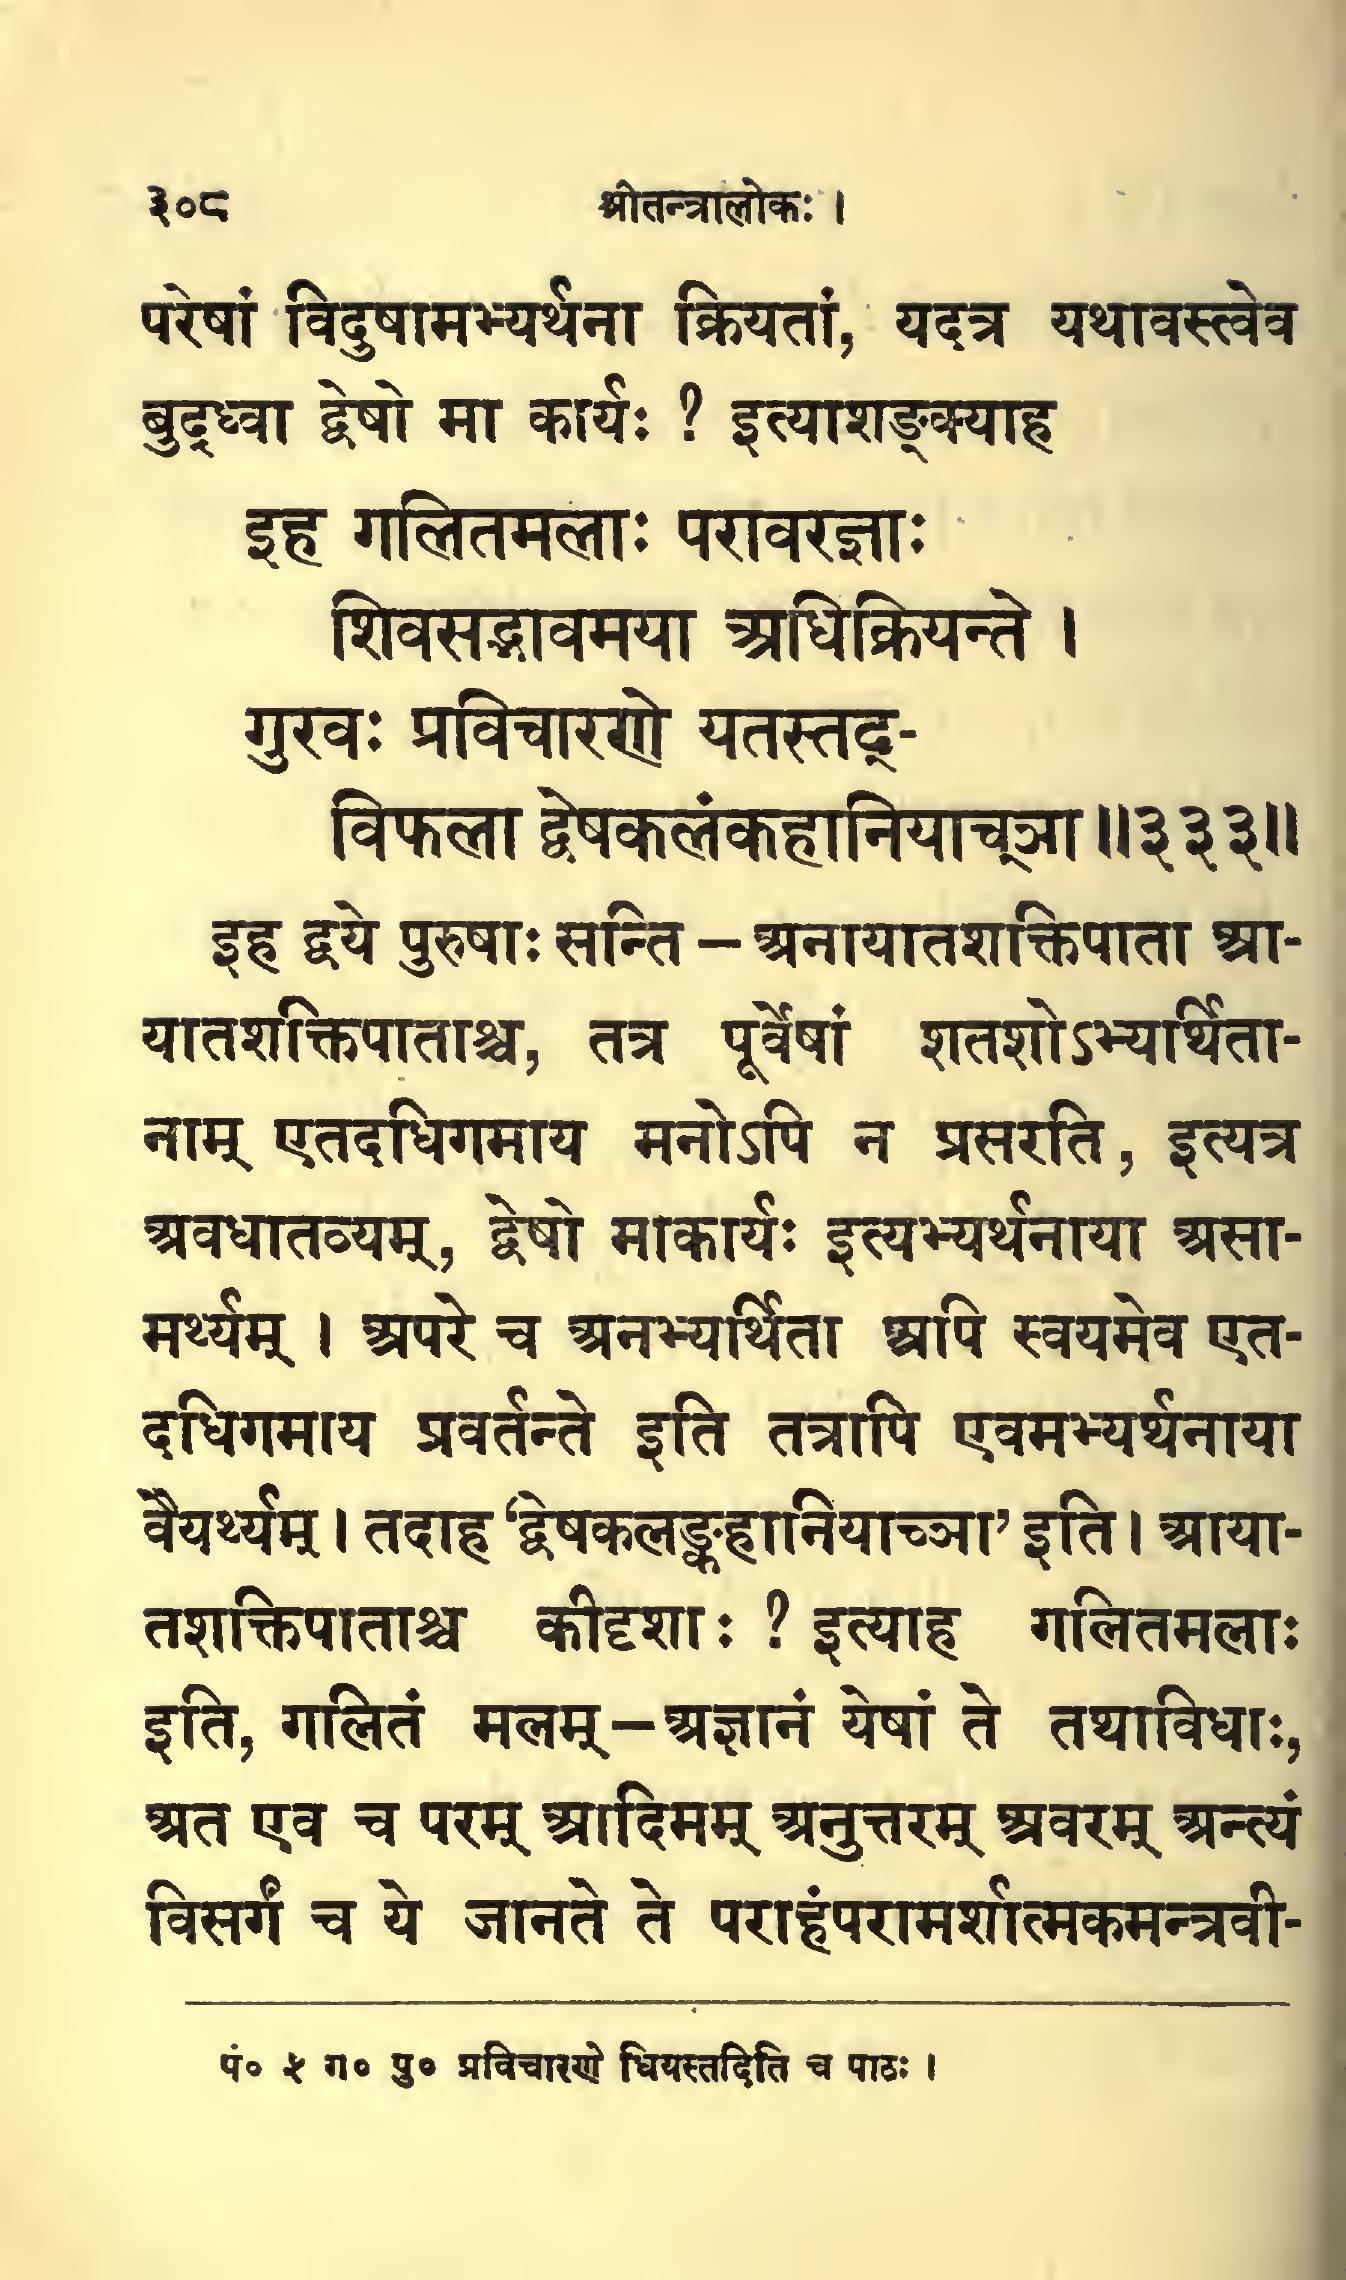 ३०८ श्रीतन्त्रालोकः ।
परेषां विदुषामभ्यर्थना क्रियतां, यदत्र यथावस्त्वेव
बुद्ध्वा द्वेषो मा कार्यः ? इत्याशङ्क्याह
इह गलितमलाः परावरज्ञाः
शिवसद्भावमया अधिक्रियन्ते ।
गुरवः प्रविचारणे यतस्तद्-
विफला द्वेषकलंकहानियाच्ञा ॥३३३॥
इह द्वये पुरुषाः सन्ति – अनायातशक्तिपाता आ-
यातशक्तिपाताश्च, तत्र पूर्वेषां शतशोऽभ्यर्थिता-
नाम् एतदधिगमाय मनोऽपि न प्रसरति, इत्यत्र
अवधातव्यम्, द्वेषो माकार्यः इत्यभ्यर्थनाया असा-
मर्थ्यम् । अपरे च अनभ्यर्थिता अपि स्वयमेव एत-
दधिगमाय प्रवर्तन्ते इति तत्रापि एवमभ्यर्थनाया
वैयर्थ्यम् । तदाह ‘द्वेषकलङ्कहानियाच्ञा’ इति । आया-
तशक्तिपाताश्च कीदृशाः ? इत्याह गलितमलाः
इति, गलितं मलम् – अज्ञानं येषां ते तथाविधाः,
अत एव च परम् आदिमम् अनुत्तरम् अवरम् अन्त्यं
विसर्गं च ये जानते ते पराहंपरामर्शात्मकमन्त्रवी-
पं० ५ ग० पु० प्रविचारणे धियस्तदिति च पाठः ।